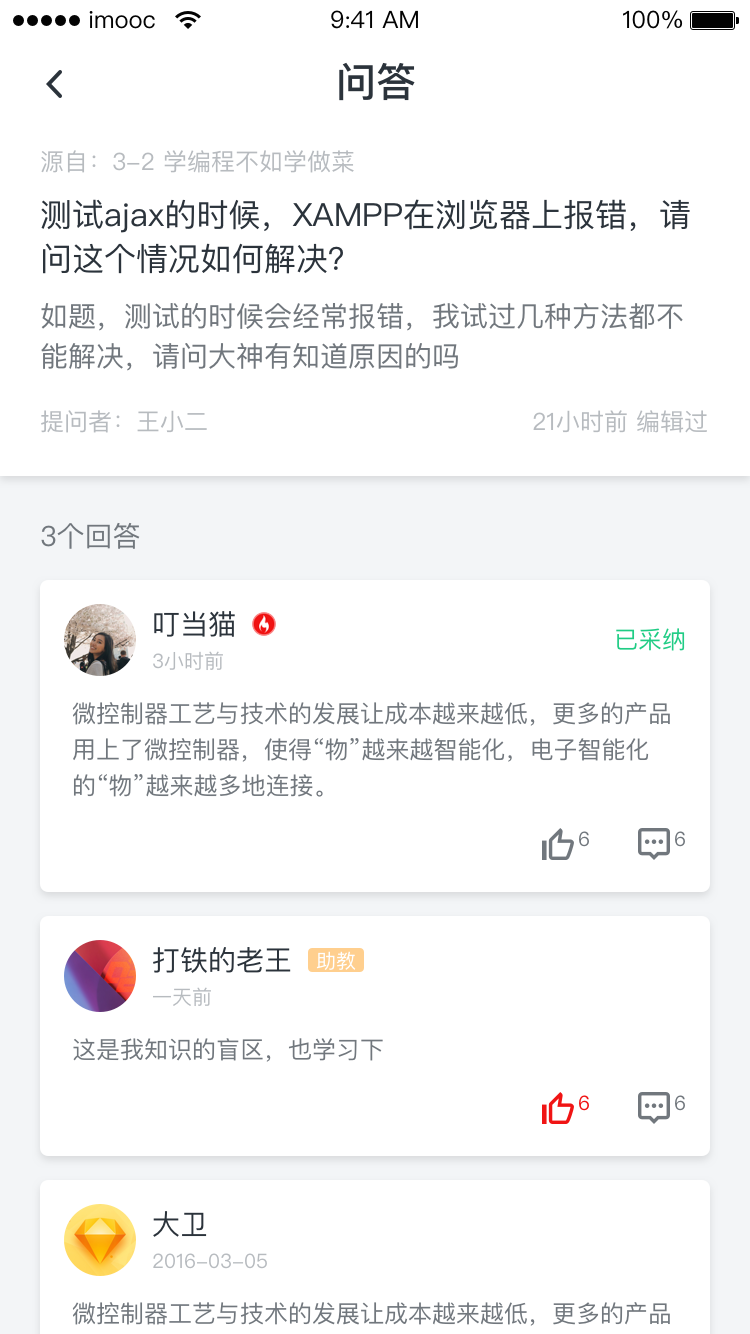 imooc 9:41 AM 100%
问答
源自：3-2 学编程不如学做菜
测试ajax的时候，XAMPP在浏览器上报错，请
问这个情况如何解决?
如题，测试的时候会经常报错，我试过几种方法都不
能解决，请问大神有知道原因的吗
提问者：王小二 21小时前 编辑过
3个回答
叮当猫
已采纳
3小时前
微控制器工艺与技术的发展让成本越来越低，更多的产品
用上了微控制器，使得“物”越来越智能化，电子智能化
的“物”越来越多地连接。
6 6
打铁的老王 助教
一天前
这是我知识的盲区，也学习下
6 6
大卫
2016-03-05
微控制器工艺与技术的发展让成本越来越低，更多的产品